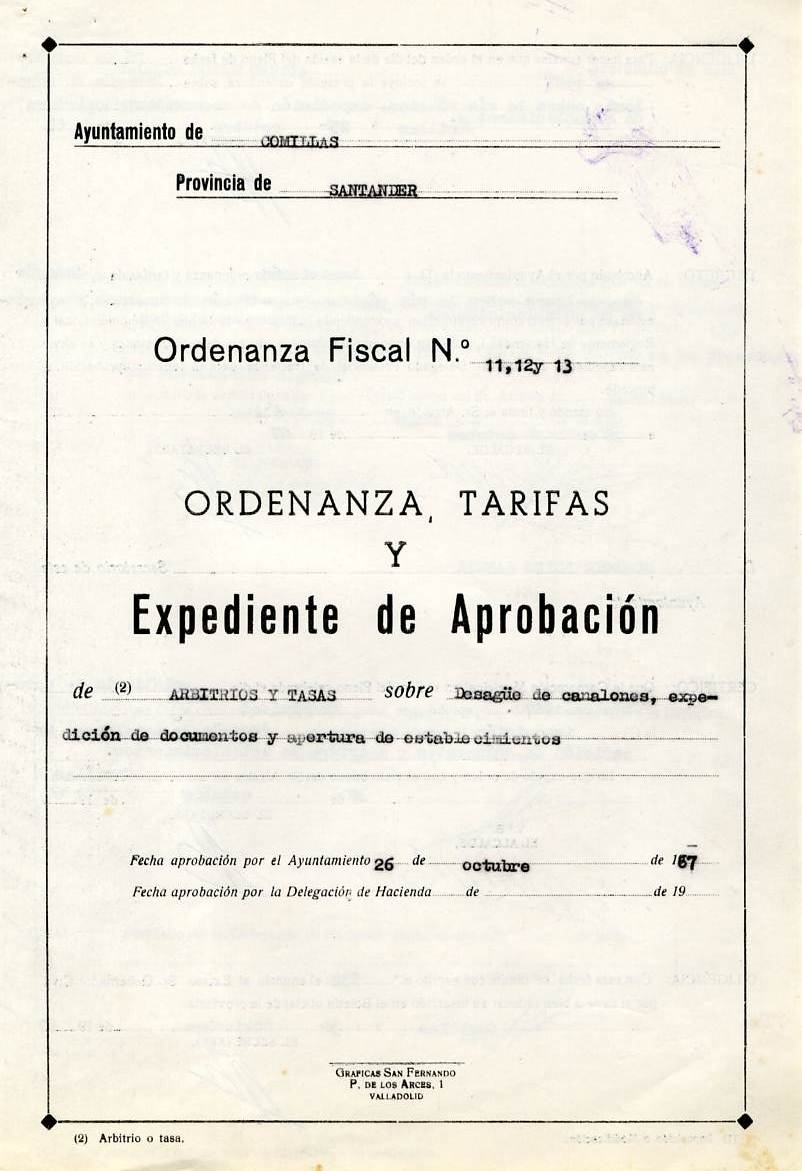 Ayuntamiento de COMILLAS
Provincia de SANTANDER
Ordenanza Fiscal N.º 11,12y 13
ORDENANZA, TARIFAS
Y
Expediente de Aprobación
de (2) ARBITRIOS Y TASAS sobre Desagüe de canalones, expe-
dición de documentos y apertura de establecimientos
Fecha aprobación por el Ayuntamiento 26 de octubre de 1967
Fecha aprobación por la Delegación de Hacienda de de 19
GRAFICAS SAN FERNANDO
P. DE LOS ARCES, 1
VALLADOLID
(2) Arbitrio o tasa.